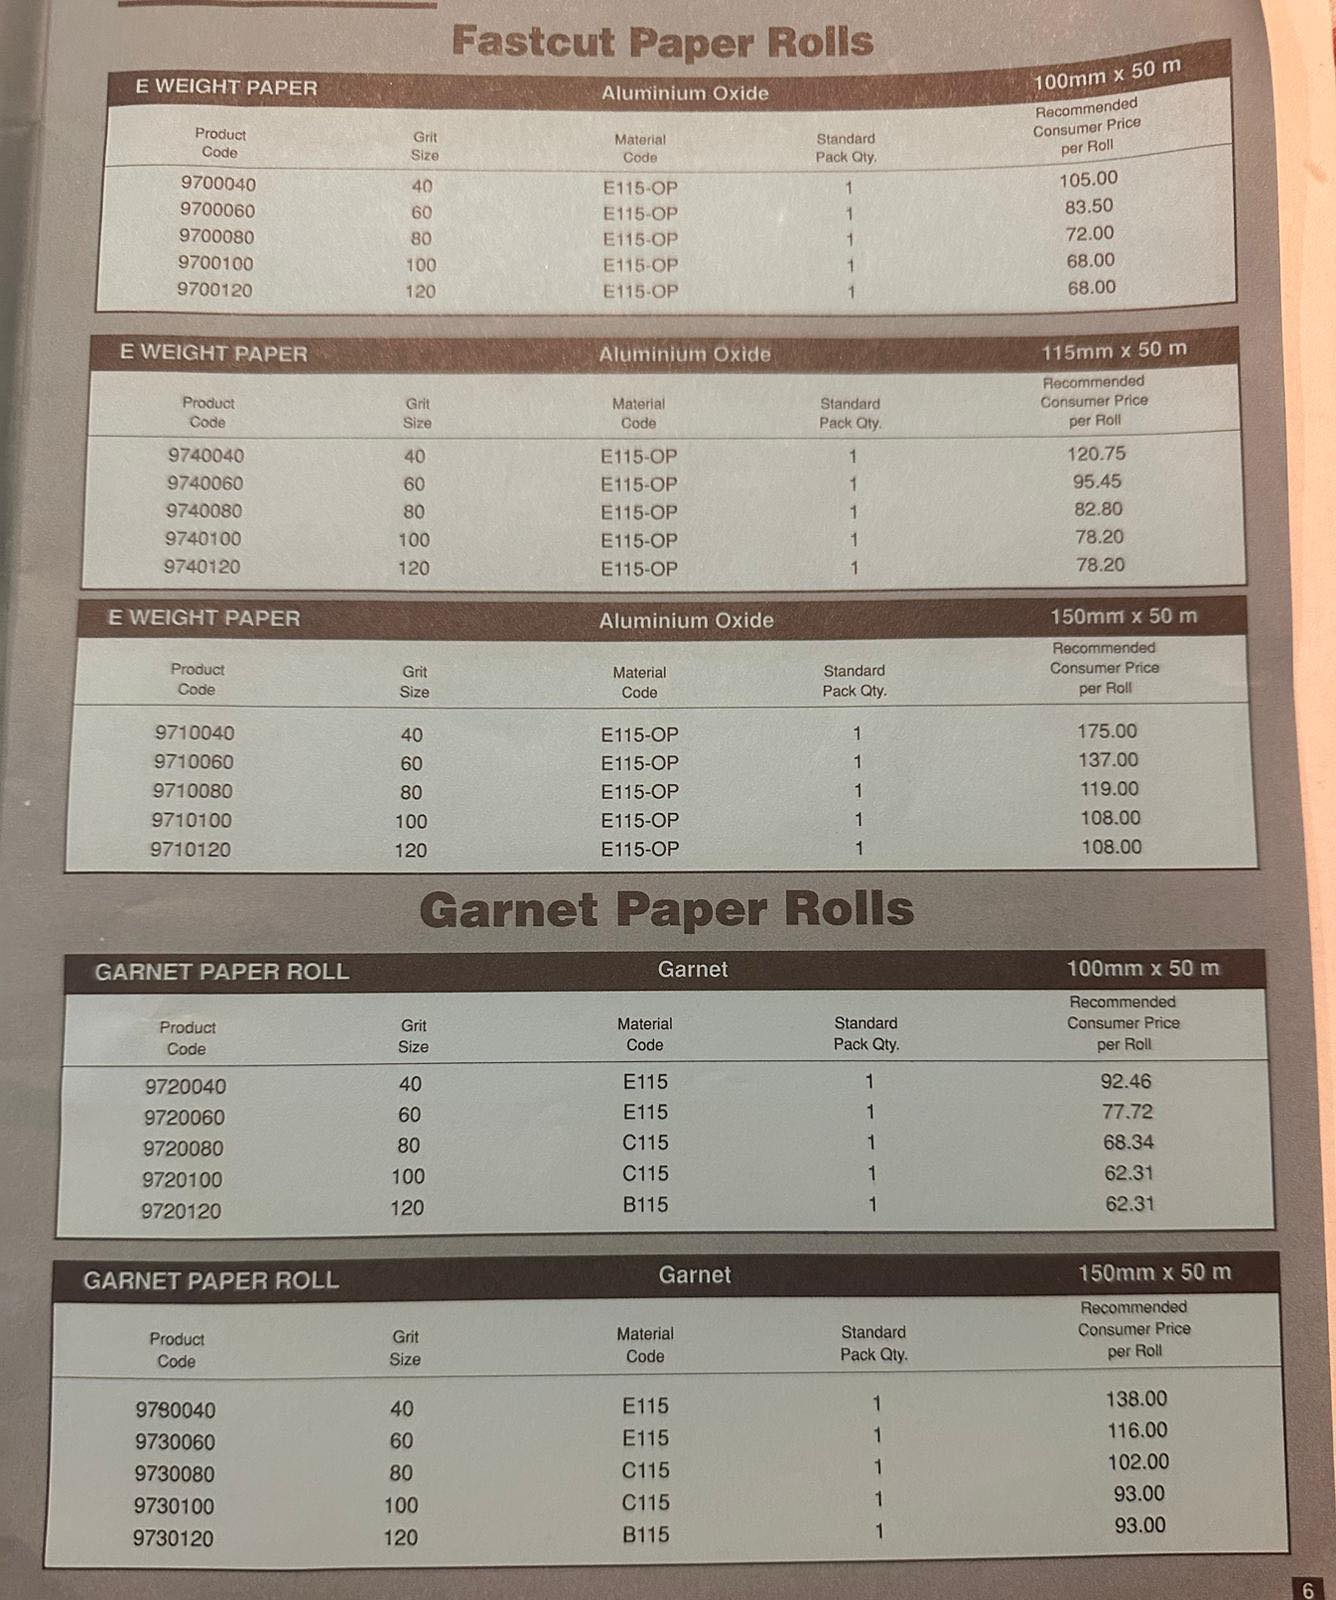 Fastcut Paper Rolls
E WEIGHT PAPER Aluminium Oxide 100mm x 50 m
Product Code Grit Size Material Code Standard Pack Qty. Recommended Consumer Price per Roll
9700040 40 E115-OP 1 105.00
9700060 60 E115-OP 1 83.50
9700080 80 E115-OP 1 72.00
9700100 100 E115-OP 1 68.00
9700120 120 E115-OP 1 68.00
E WEIGHT PAPER Aluminium Oxide 115mm x 50 m
Product Code Grit Size Material Code Standard Pack Qty. Recommended Consumer Price per Roll
9740040 40 E115-OP 1 120.75
9740060 60 E115-OP 1 95.45
9740080 80 E115-OP 1 82.80
9740100 100 E115-OP 1 78.20
9740120 120 E115-OP 1 78.20
E WEIGHT PAPER Aluminium Oxide 150mm x 50 m
Product Code Grit Size Material Code Standard Pack Qty. Recommended Consumer Price per Roll
9710040 40 E115-OP 1 175.00
9710060 60 E115-OP 1 137.00
9710080 80 E115-OP 1 119.00
9710100 100 E115-OP 1 108.00
9710120 120 E115-OP 1 108.00
Garnet Paper Rolls
GARNET PAPER ROLL Garnet 100mm x 50 m
Product Code Grit Size Material Code Standard Pack Qty. Recommended Consumer Price per Roll
9720040 40 E115 1 92.46
9720060 60 E115 1 77.72
9720080 80 C115 1 68.34
9720100 100 C115 1 62.31
9720120 120 B115 1 62.31
GARNET PAPER ROLL Garnet 150mm x 50 m
Product Code Grit Size Material Code Standard Pack Qty. Recommended Consumer Price per Roll
9780040 40 E115 1 138.00
9730060 60 E115 1 116.00
9730080 80 C115 1 102.00
9730100 100 C115 1 93.00
9730120 120 B115 1 93.00
6